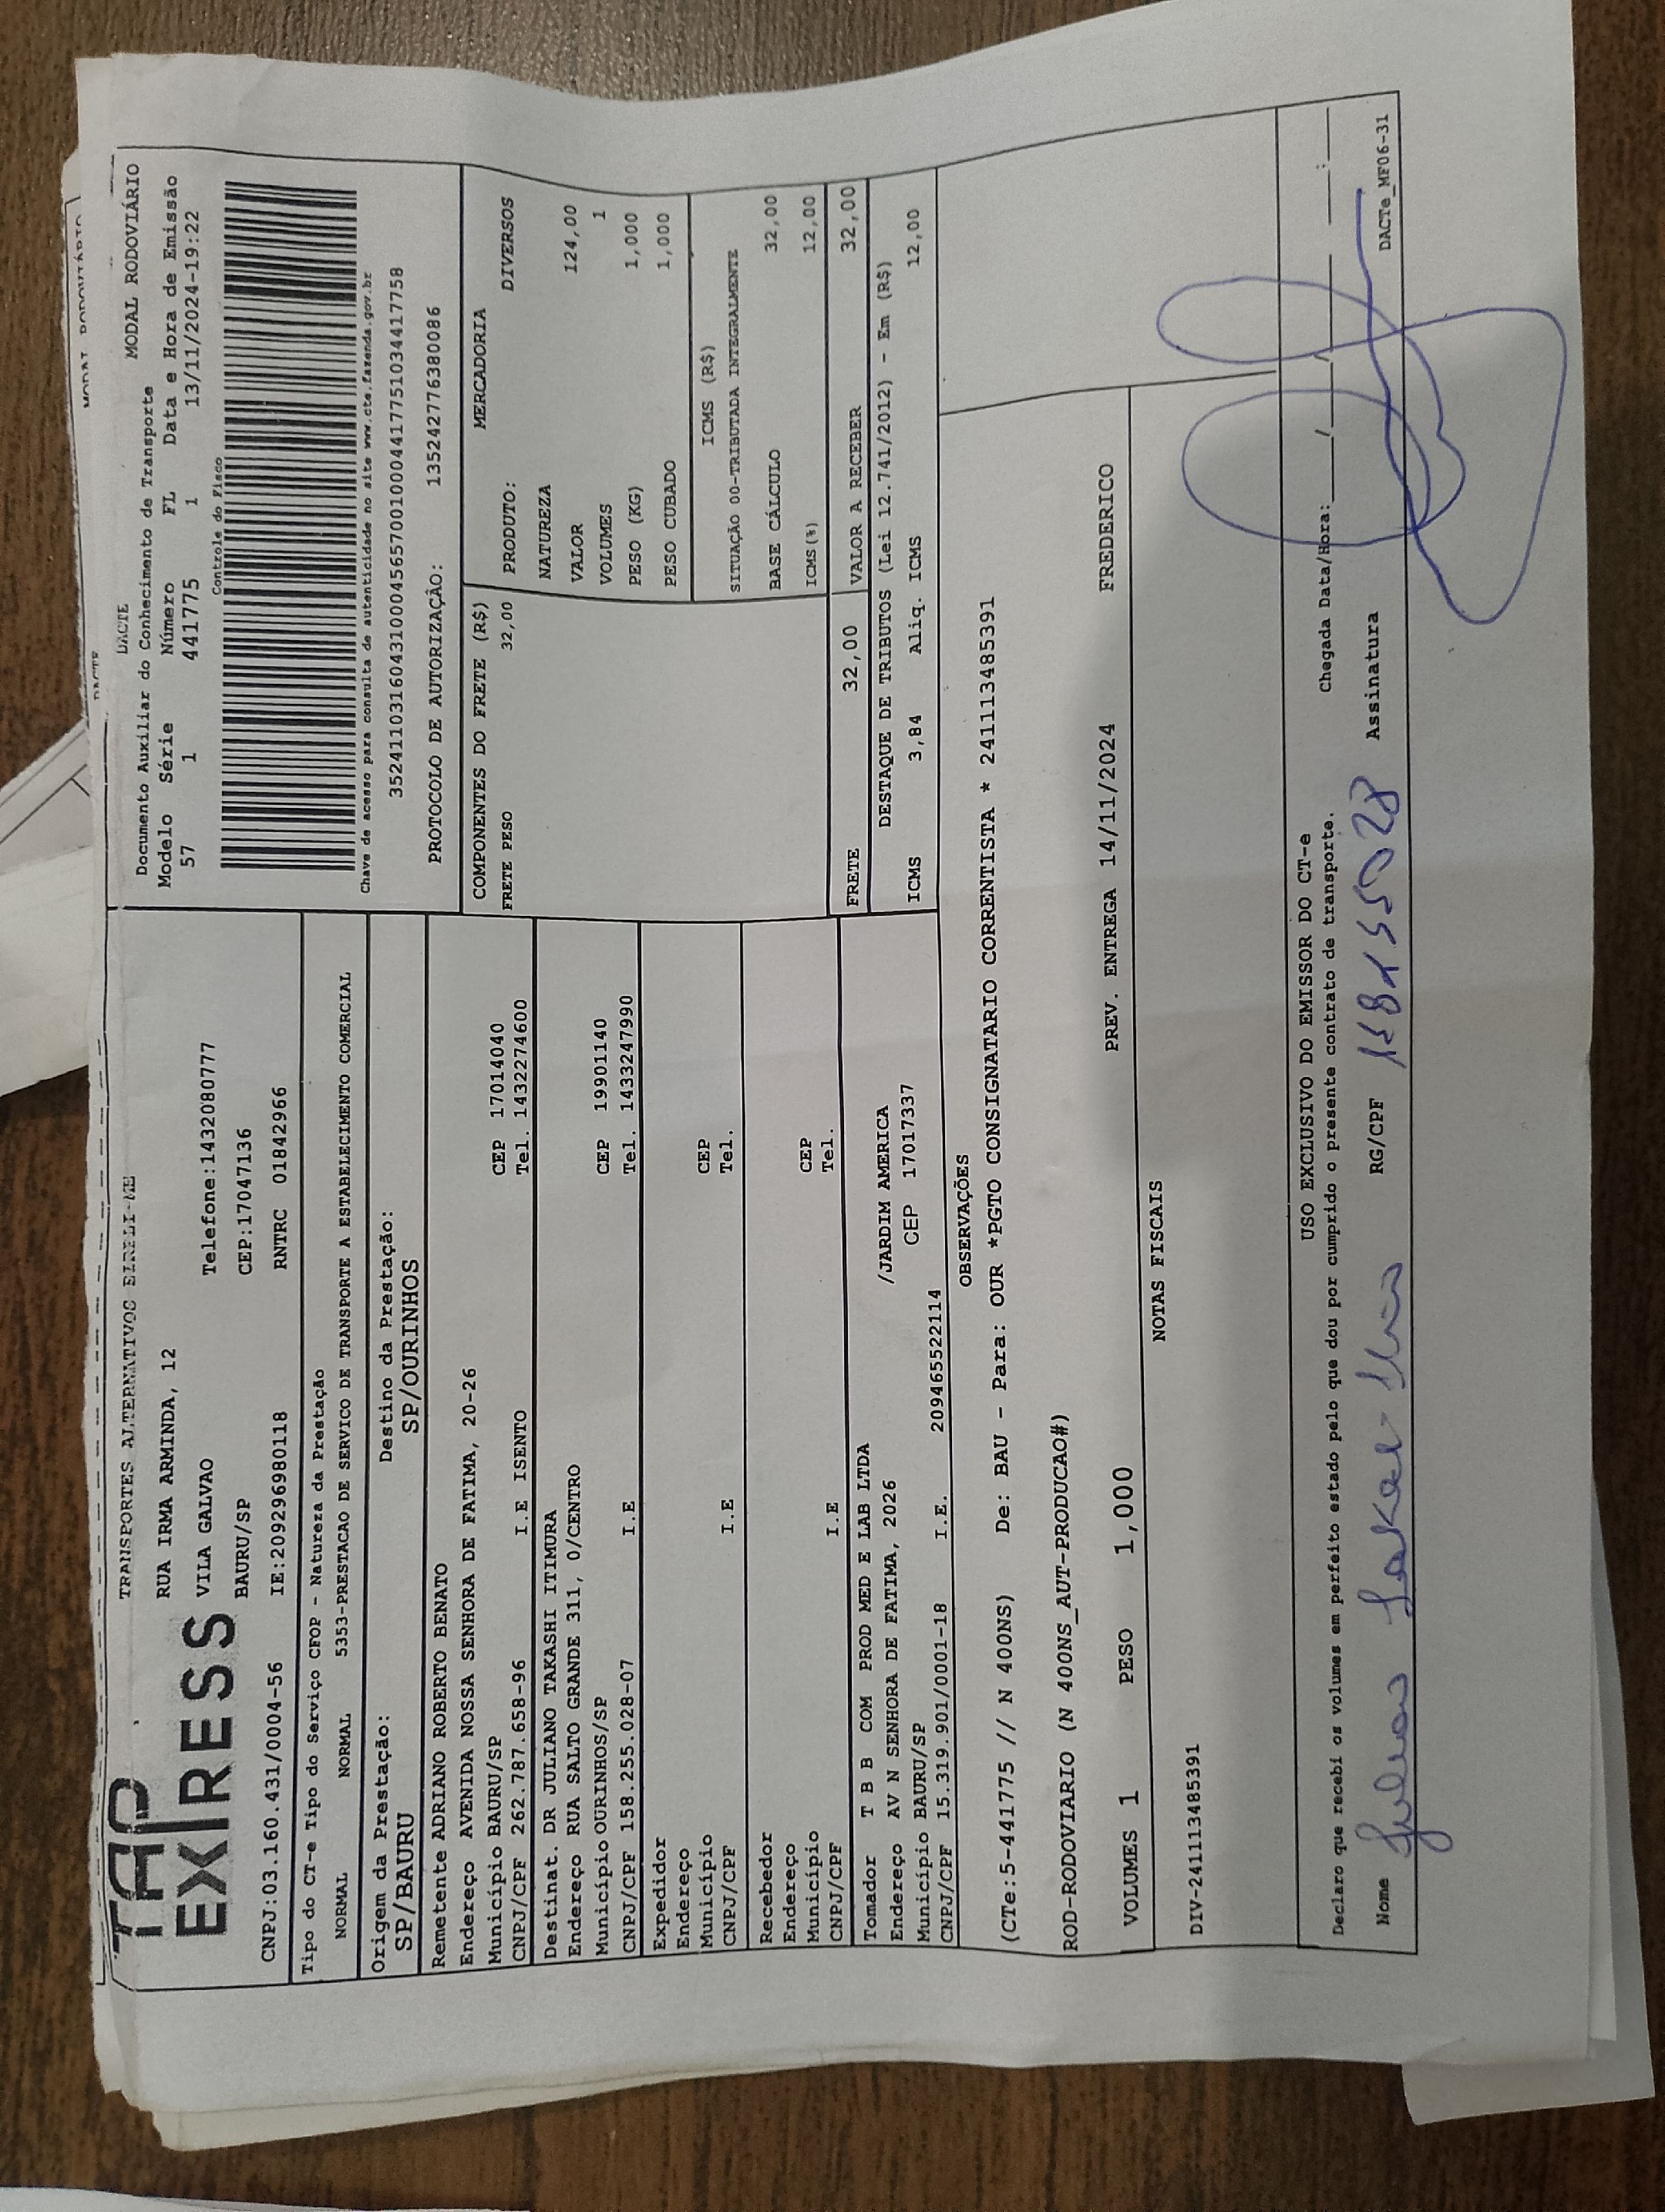 TAP
EXPRESS
TRANSPORTES ALTERNATIVOS EIRELI-ME
RUA IRMA ARMINDA, 12
VILA GALVAO Telefone:1432080777
BAURU/SP CEP:17047136
CNPJ:03.160.431/0004-56 IE:209296980118 RNTRC 01842966
DACTE MODAL RODOVIÁRIO
Documento Auxiliar do Conhecimento de Transporte
Modelo Série Número FL Data e Hora de Emissão
57 1 441775 1 13/11/2024-19:22
Controle do Fisco
Chave de acesso para consulta de autenticidade no site www.cte.fazenda.gov.br
35241103160431000456570010004417751034417758
PROTOCOLO DE AUTORIZAÇÃO: 135242777638​0086
Tipo do CT-e Tipo do Serviço CFOP - Natureza da Prestação
NORMAL NORMAL 5353-PRESTACAO DE SERVICO DE TRANSPORTE A ESTABELECIMENTO COMERCIAL
Origem da Prestação: Destino da Prestação:
SP/BAURU SP/OURINHOS
Remetente ADRIANO ROBERTO BENATO
Endereço AVENIDA NOSSA SENHORA DE FATIMA, 20-26
Município BAURU/SP CEP 17014040
CNPJ/CPF 262.787.658-96 I.E ISENTO Tel. 1432274600
Destinat. DR JULIANO TAKASHI ITIMURA
Endereço RUA SALTO GRANDE 311, 0/CENTRO
Município OURINHOS/SP CEP 19901140
CNPJ/CPF 158.255.028-07 I.E Tel. 1433247990
Expedidor
Endereço
Município CEP
CNPJ/CPF I.E Tel.
Recebedor
Endereço
Município CEP
CNPJ/CPF I.E Tel.
Tomador T B B COM PROD MED E LAB LTDA
Endereço AV N SENHORA DE FATIMA, 2026 /JARDIM AMERICA
Município BAURU/SP CEP 17017337
CNPJ/CPF 15.319.901/0001-18 I.E. 209465522114
COMPONENTES DO FRETE (R$)
FRETE PESO 32,00
MERCADORIA
PRODUTO: DIVERSOS
NATUREZA
VALOR 124,00
VOLUMES 1
PESO (KG) 1,000
PESO CUBADO 1,000
ICMS (R$)
SITUAÇÃO 00-TRIBUTADA INTEGRALMENTE
BASE CÁLCULO 32,00
ICMS(%) 12,00
FRETE 32,00 VALOR A RECEBER 32,00
DESTAQUE DE TRIBUTOS (Lei 12.741/2012) - Em (R$)
ICMS 3,84 Aliq. ICMS 12,00
OBSERVAÇÕES
(CTe:5-441775 // N 400NS) De: BAU - Para: OUR *PGTO CONSIGNATARIO CORRENTISTA * 241113485391
ROD-RODOVIARIO (N 400NS_AUT-PRODUCAO#)
VOLUMES 1 PESO 1,000 PREV. ENTREGA 14/11/2024 FREDERICO
NOTAS FISCAIS
DIV-241113485391
USO EXCLUSIVO DO EMISSOR DO CT-e
Declaro que recebi os volumes em perfeito estado pelo que dou por cumprido o presente contrato de transporte. Chegada Data/Hora:____/____/____ ____:____
Nome RG/CPF Assinatura
DACTe_MF06-31